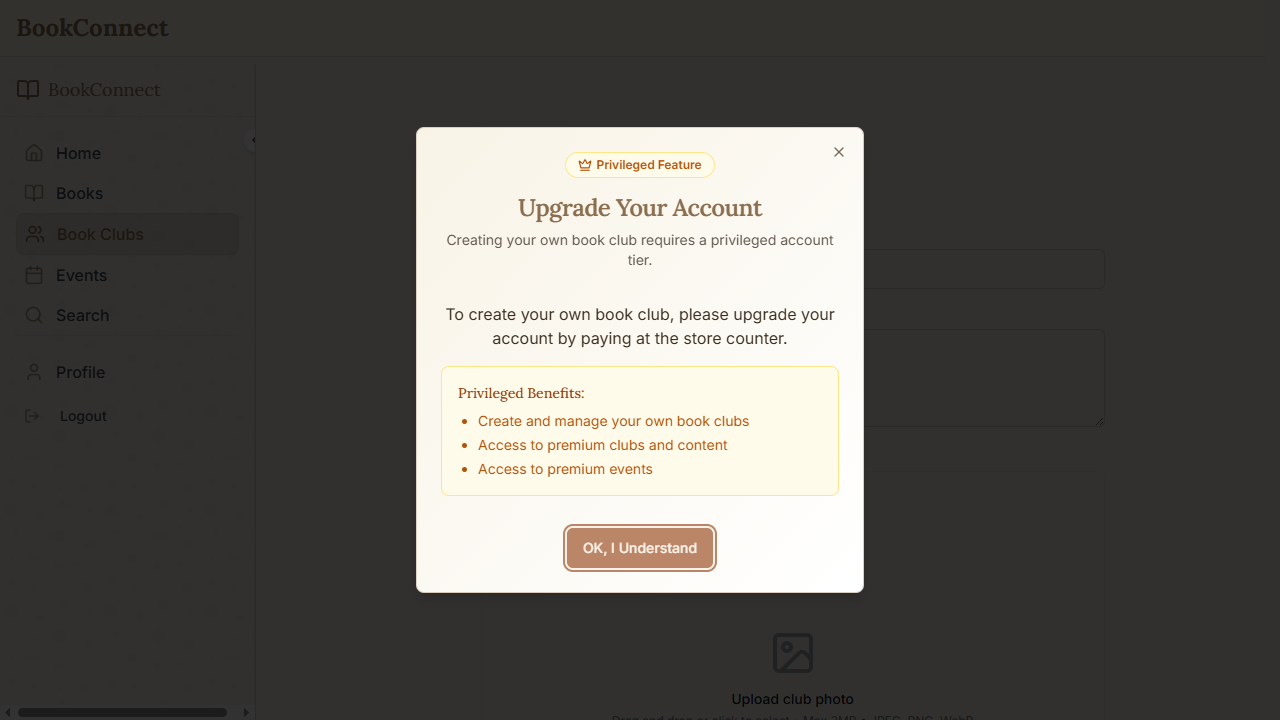 BookConnect
BookConnect
Home
Books
Book Clubs
Events
Search
Profile
Logout
Privileged Feature
Upgrade Your Account
Creating your own book club requires a privileged account
tier.
To create your own book club, please upgrade your
account by paying at the store counter.
Privileged Benefits:
Create and manage your own book clubs
Access to premium clubs and content
Access to premium events
OK, I Understand
Upload club photo